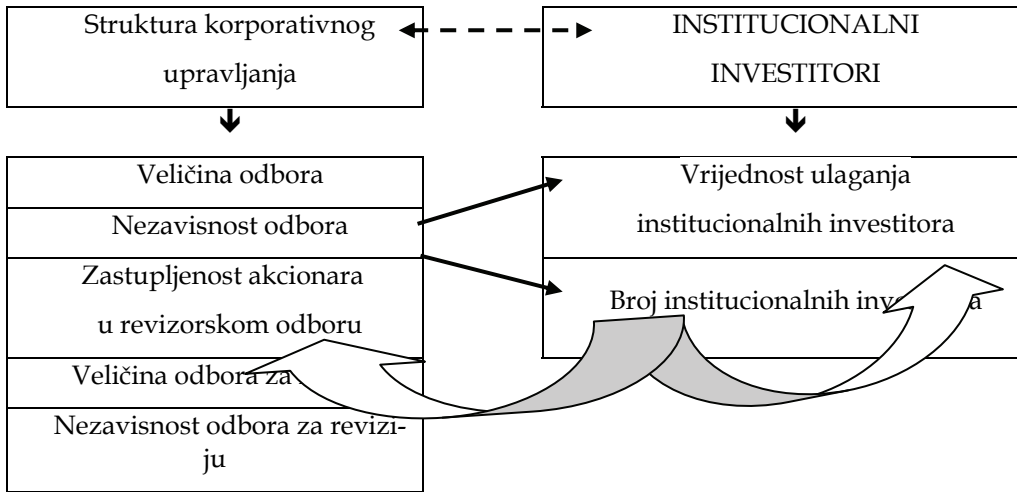 Struktura korporativnog
upravljanja
INSTITUCIONALNI
INVESTITORI
Veličina odbora
Nezavisnost odbora
Zastupljenost akcionara
u revizorskom odboru
Veličina odbora za
Nezavisnost odbora za revizi-
ju
Vrijednost ulaganja
institucionalnih investitora
Broj institucionalnih